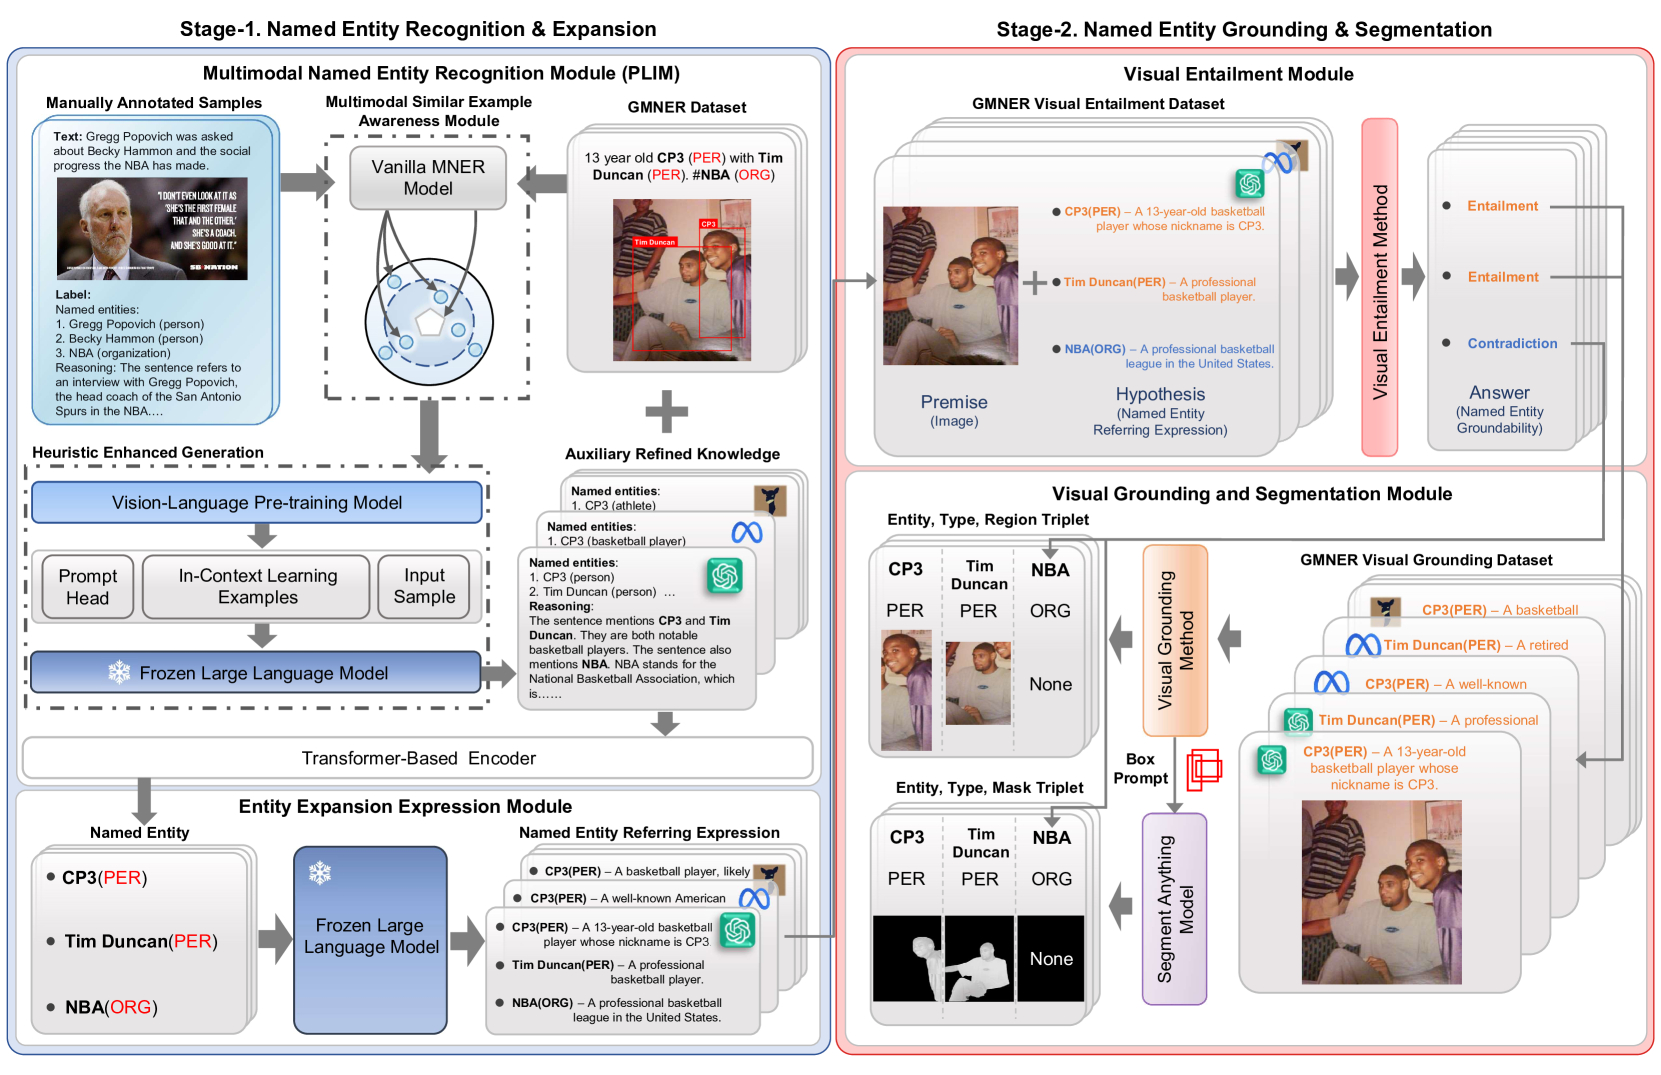 Stage-1. Named Entity Recognition & Expansion
Multimodal Named Entity Recognition Module (PLIM)
Manually Annotated Samples
Text: Gregg Popovich was asked
about Becky Hammon and the social
progress the NBA has made.
"I DON'T EVEN LOOK AT IT AS
'SHE'S THE FIRST FEMALE
THAT AND THE OTHER.'
SHE'S A COACH.
AND SHE'S GOOD AT IT."
SB NATION
Label:
Named entities:
1. Gregg Popovich (person)
2. Becky Hammon (person)
3. NBA (organization)
Reasoning: The sentence refers to
an interview with Gregg Popovich,
the head coach of the San Antonio
Spurs in the NBA....
Multimodal Similar Example
Awareness Module
Vanilla MNER
Model
GMNER Dataset
13 year old CP3 (PER) with Tim
Duncan (PER). #NBA (ORG)
CP3
Tim Duncan
Heuristic Enhanced Generation
Vision-Language Pre-training Model
Prompt
Head
In-Context Learning
Examples
Input
Sample
Frozen Large Language Model
Auxiliary Refined Knowledge
Named entities:
1. CP3 (athlete)
Named entities:
1. CP3 (basketball player)
Named entities:
1. CP3 (person)
2. Tim Duncan (person) ...
Reasoning:
The sentence mentions CP3 and Tim
Duncan. They are both notable
basketball players. The sentence also
mentions NBA. NBA stands for the
National Basketball Association, which
is......
Transformer-Based Encoder
Entity Expansion Expression Module
Named Entity
CP3(PER)
Tim Duncan(PER)
NBA(ORG)
Frozen Large
Language Model
Named Entity Referring Expression
CP3(PER) – A basketball player, likely
CP3(PER) – A well-known American
CP3(PER) – A 13-year-old basketball
player whose nickname is CP3.
Tim Duncan(PER) – A professional
basketball player.
NBA(ORG) – A professional basketball
league in the United States.
Stage-2. Named Entity Grounding & Segmentation
Visual Entailment Module
GMNER Visual Entailment Dataset
CP3(PER) – A 13-year-old basketball
player whose nickname is CP3.
Tim Duncan(PER) – A professional
basketball player.
NBA(ORG) – A professional basketball
league in the United States.
Premise
(Image)
Hypothesis
(Named Entity
Referring Expression)
Visual Entailment Method
Entailment
Entailment
Contradiction
Answer
(Named Entity
Groundability)
Visual Grounding and Segmentation Module
Entity, Type, Region Triplet
CP3
Tim
Duncan
NBA
PER
PER
ORG
None
Visual Grounding
Method
GMNER Visual Grounding Dataset
CP3(PER) – A basketball
Tim Duncan(PER) – A retired
CP3(PER) – A well-known
Tim Duncan(PER) – A professional
CP3(PER) – A 13-year-old
basketball player whose
nickname is CP3.
Box
Prompt
Entity, Type, Mask Triplet
CP3
Tim
Duncan
NBA
PER
PER
ORG
None
Segment Anything
Model